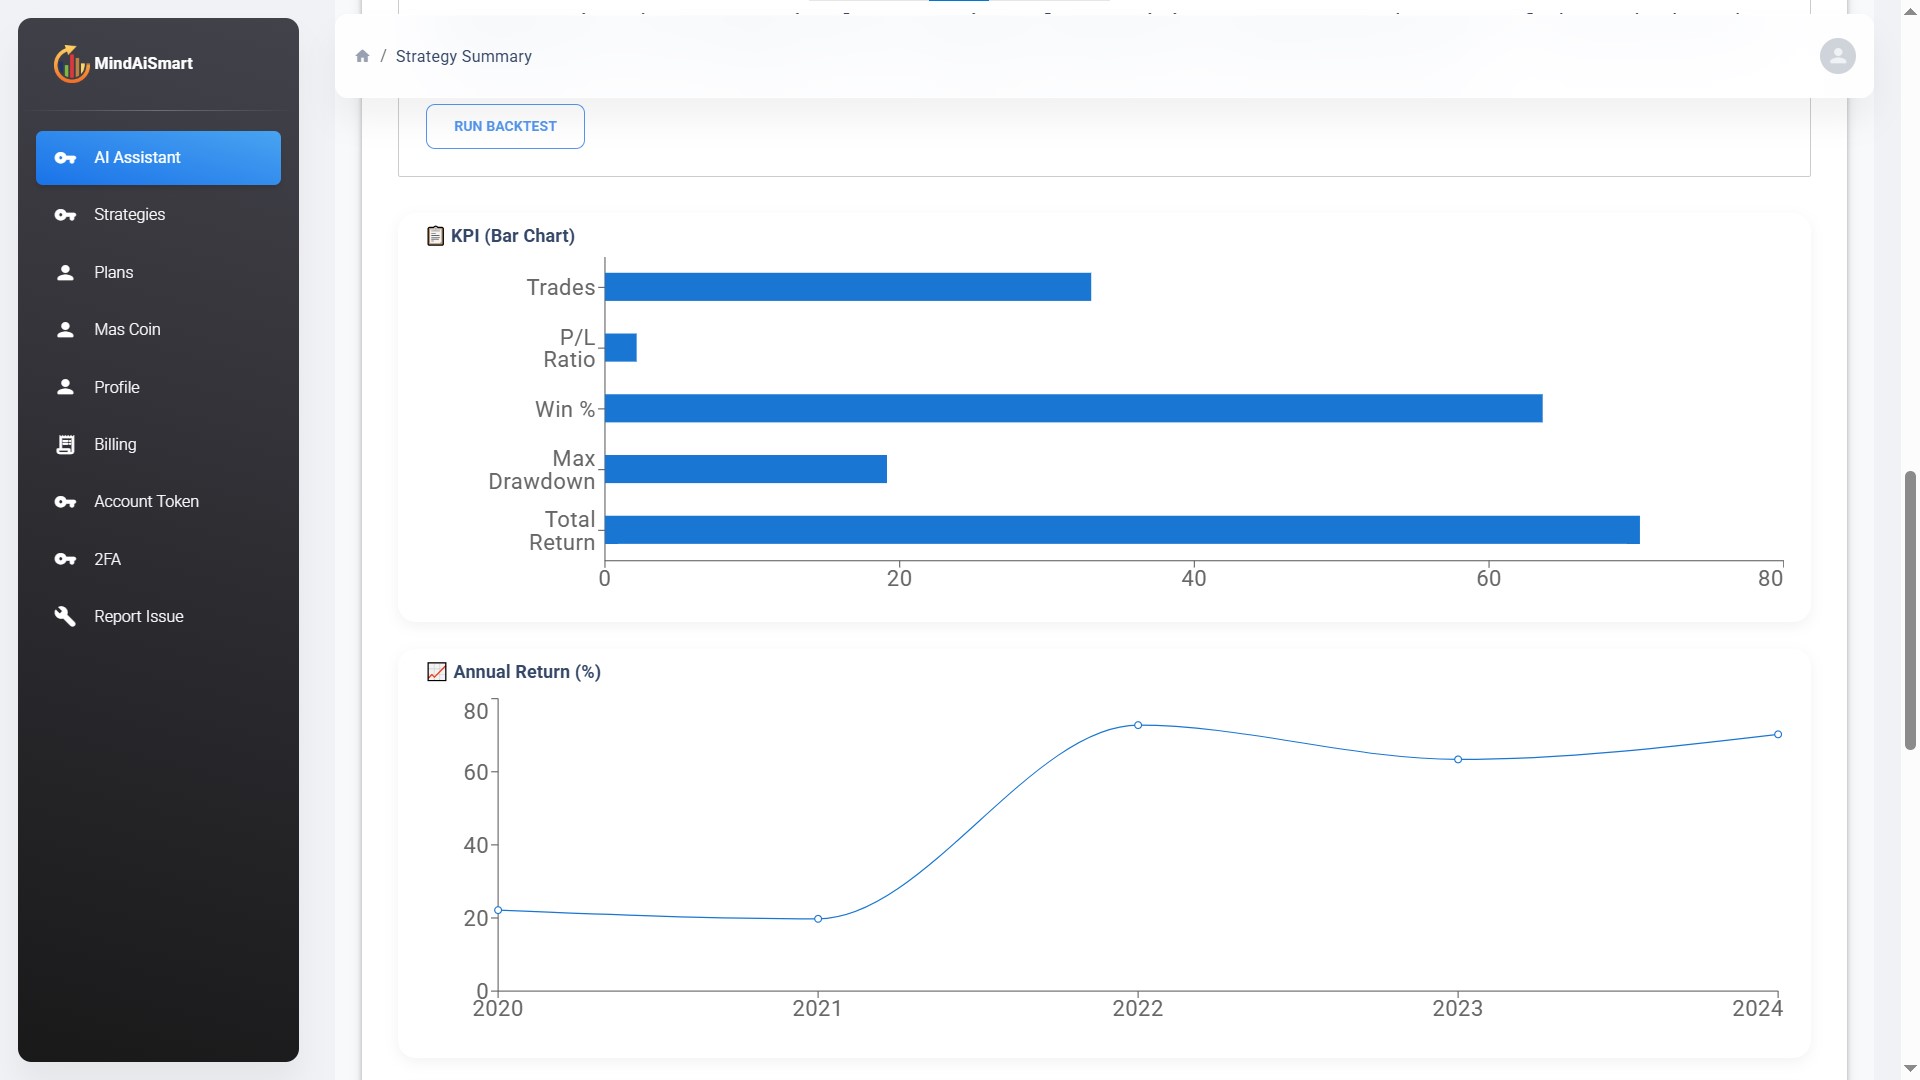 MindAiSmart
AI Assistant
Strategies
Plans
Mas Coin
Profile
Billing
Account Token
2FA
Report Issue
/ Strategy Summary
RUN BACKTEST
KPI (Bar Chart)
Trades
P/L
Ratio
Win %
Max
Drawdown
Total
Return
0 20 40 60 80
Annual Return (%)
80
60
40
20
0
2020 2021 2022 2023 2024